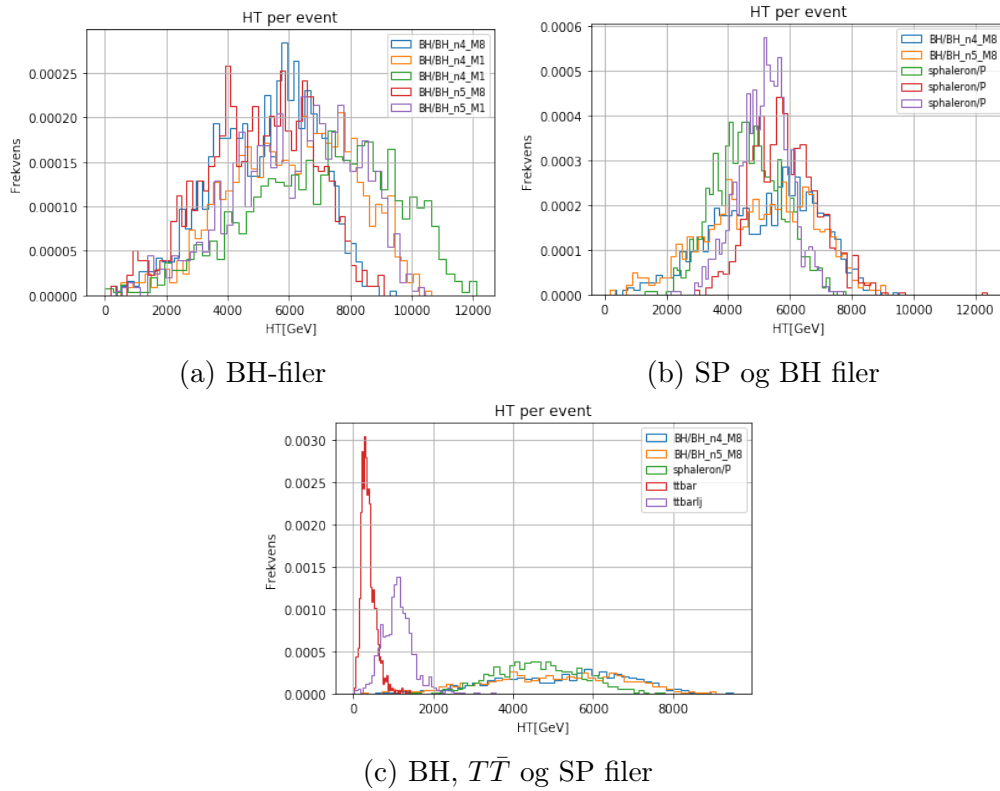 HT per event
BH/BH_n4_M8
BH/BH_n4_M1
BH/BH_n4_M1
BH/BH_n5_M8
BH/BH_n5_M1
0.00025
0.00020
0.00015
0.00010
0.00005
0.00000
Frekvens
0 2000 4000 6000 8000 10000 12000
HT[GeV]
(a) BH-filer
HT per event
BH/BH_n4_M8
BH/BH_n5_M8
sphaleron/P
sphaleron/P
sphaleron/P
0.0006
0.0005
0.0004
0.0003
0.0002
0.0001
0.0000
Frekvens
0 2000 4000 6000 8000 10000 12000
HT[GeV]
(b) SP og BH filer
HT per event
BH/BH_n4_M8
BH/BH_n5_M8
sphaleron/P
ttbar
ttbarlj
0.0030
0.0025
0.0020
0.0015
0.0010
0.0005
0.0000
Frekvens
0 2000 4000 6000 8000
HT[GeV]
(c) BH, TT̄ og SP filer